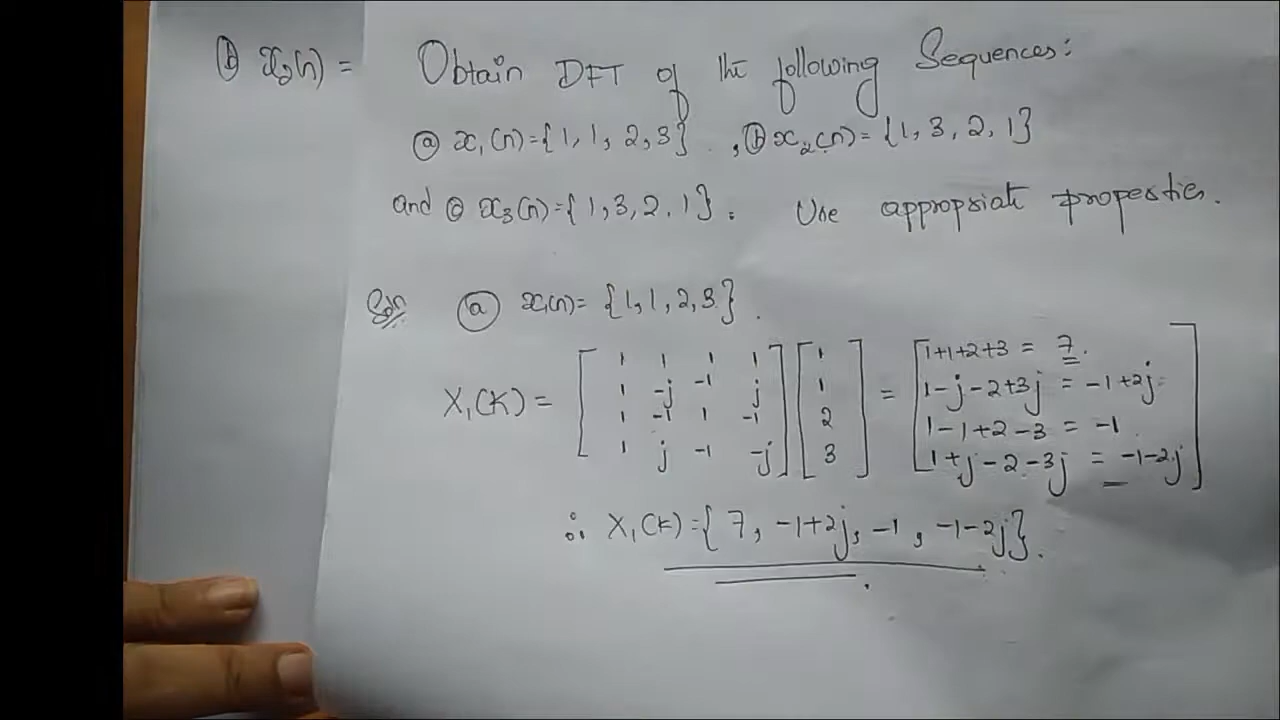 ⓑ x₂(n) =
Obtain DFT of the following Sequences:
ⓐ x₁(n)={1, 1, 2, 3} , ⓑ x₂(n)= {1, 3, 2, 1}
and ⓒ x₃(n)={1, 3, 2, 1}. Use appropriate properties.
Soln ⓐ x₁(n)= {1, 1, 2, 3}.
X₁(K) = [1 1 1 1; 1 -j -1 j; 1 -1 1 -1; 1 j -1 -j] [1; 1; 2; 3] = [1+1+2+3 = 7.; 1-j-2+3j = -1+2j; 1-1+2-3 = -1; 1+j-2-3j = -1-2j]
∴ X₁(K)={7, -1+2j, -1, -1-2j}.